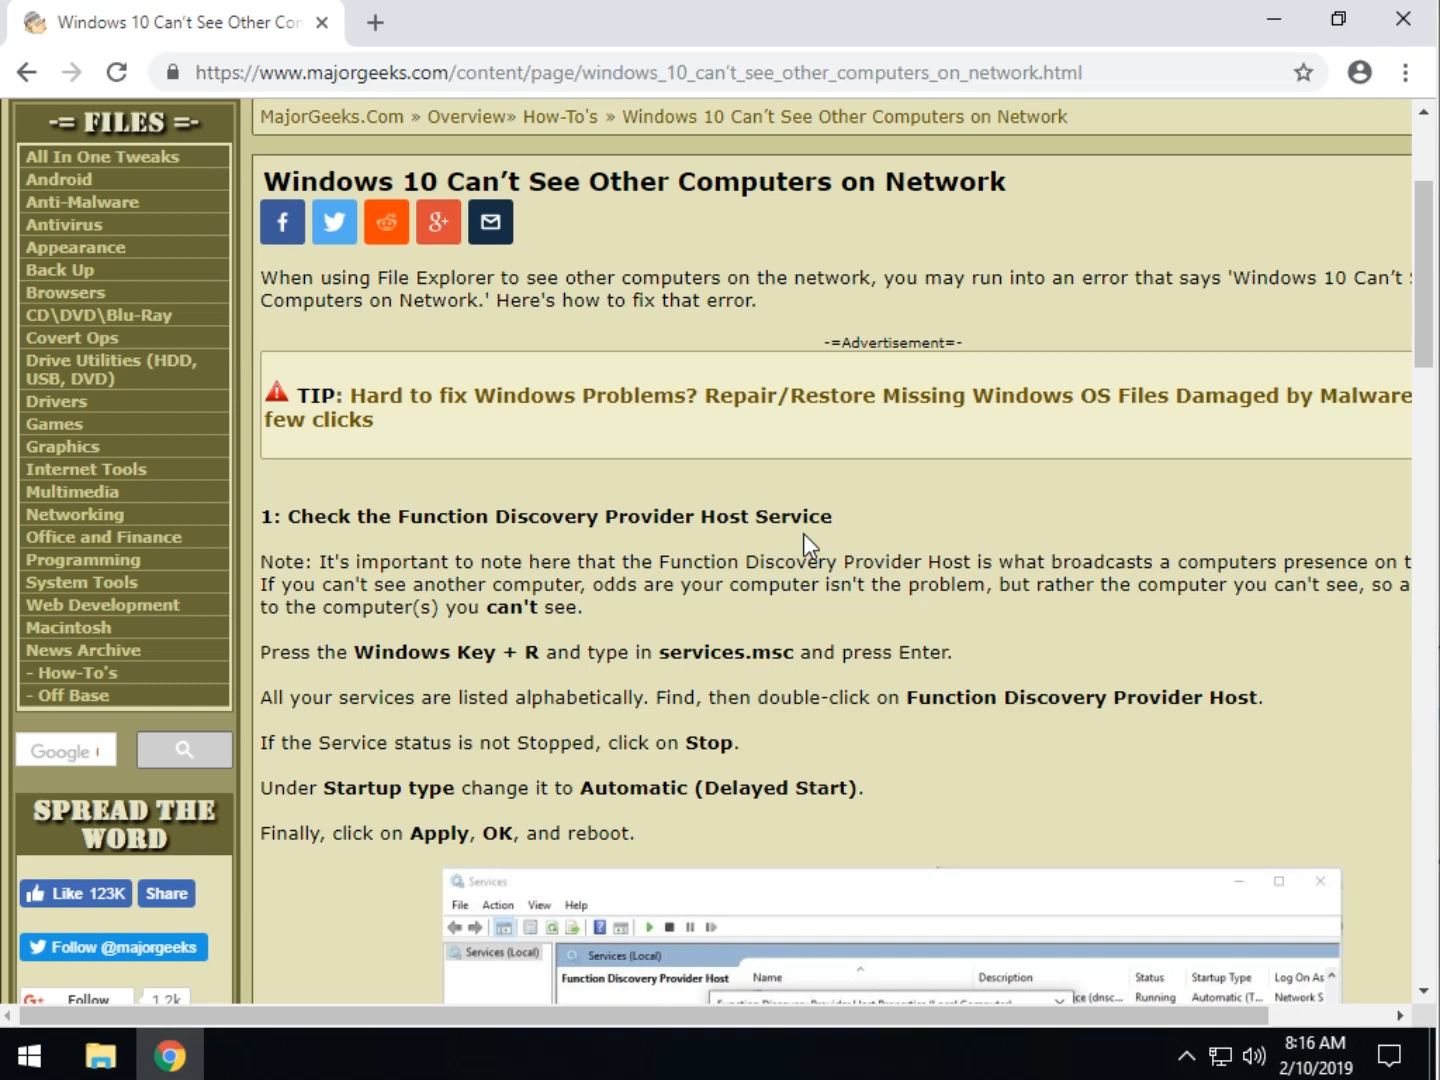 Windows 10 Can't See Other Con
https://www.majorgeeks.com/content/page/windows_10_can't_see_other_computers_on_network.html
-= FILES =-
All In One Tweaks
Android
Anti-Malware
Antivirus
Appearance
Back Up
Browsers
CD\DVD\Blu-Ray
Covert Ops
Drive Utilities (HDD,
USB, DVD)
Drivers
Games
Graphics
Internet Tools
Multimedia
Networking
Office and Finance
Programming
System Tools
Web Development
Macintosh
News Archive
- How-To's
- Off Base
Google
SPREAD THE
WORD
Like 123K
Share
Follow @majorgeeks
G+ Follow 1.2k
MajorGeeks.Com » Overview» How-To's » Windows 10 Can't See Other Computers on Network
Windows 10 Can't See Other Computers on Network
f
g+
When using File Explorer to see other computers on the network, you may run into an error that says 'Windows 10 Can't
Computers on Network.' Here's how to fix that error.
-=Advertisement=-
TIP: Hard to fix Windows Problems? Repair/Restore Missing Windows OS Files Damaged by Malware
few clicks
1: Check the Function Discovery Provider Host Service
Note: It's important to note here that the Function Discovery Provider Host is what broadcasts a computers presence on t
If you can't see another computer, odds are your computer isn't the problem, but rather the computer you can't see, so a
to the computer(s) you can't see.
Press the Windows Key + R and type in services.msc and press Enter.
All your services are listed alphabetically. Find, then double-click on Function Discovery Provider Host.
If the Service status is not Stopped, click on Stop.
Under Startup type change it to Automatic (Delayed Start).
Finally, click on Apply, OK, and reboot.
Services
File Action View Help
Services (Local)
Services (Local)
Function Discovery Provider Host Name Description Status Startup Type Log On As
Function Discovery Provider Host Properties (Local Computer)
ice (dnsc... Running Automatic (T... Network S
8:16 AM
2/10/2019